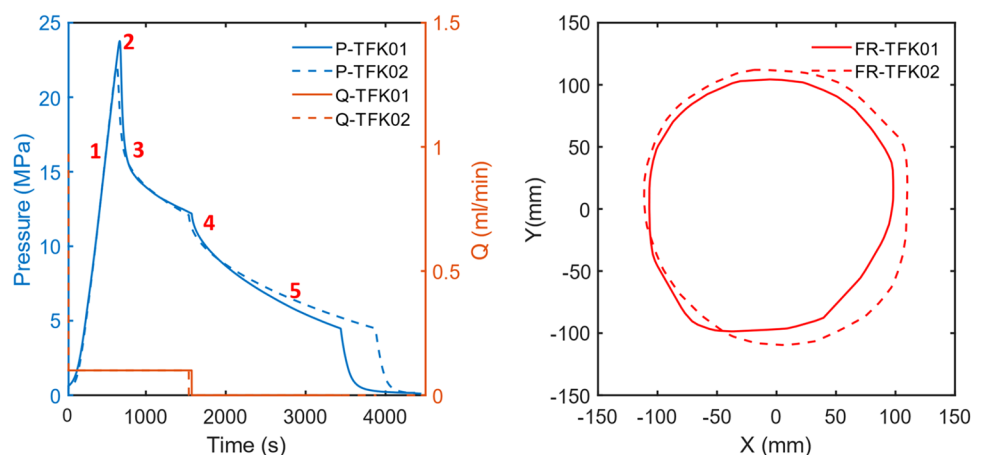 25
20
15
10
5
0
Pressure (MPa)
1
2
3
4
5
P-TFK01
P-TFK02
Q-TFK01
Q-TFK02
1.5
1
0.5
0
Q (ml/min)
0 1000 2000 3000 4000
Time (s)
150
100
50
0
-50
-100
-150
Y(mm)
FR-TFK01
FR-TFK02
-150 -100 -50 0 50 100 150
X (mm)